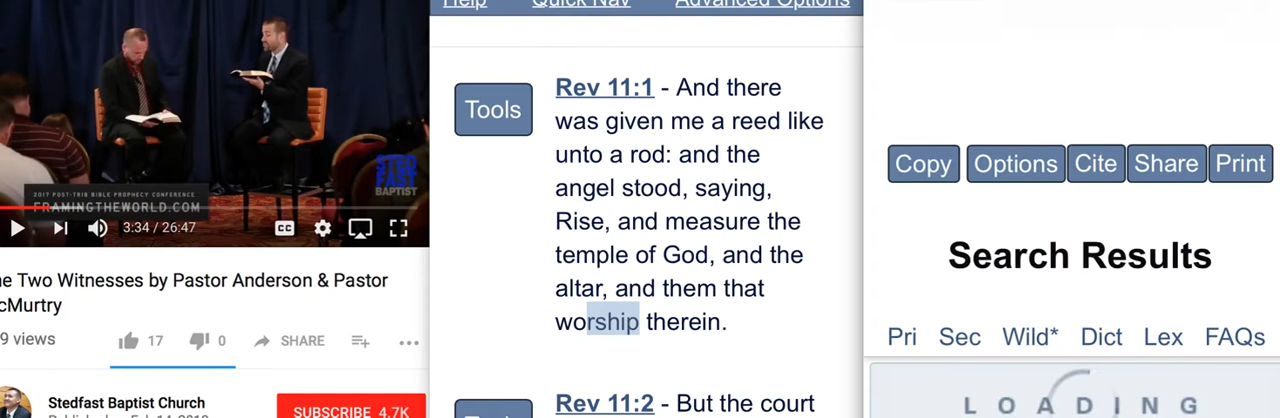 STED
FAST
BAPTIST
2017 POST-TRIB BIBLE PROPHECY CONFERENCE
FRAMINGTHEWORLD.COM
3:34 / 26:47
CC
e Two Witnesses by Pastor Anderson & Pastor
cMurtry
9 views
17
0
SHARE
Stedfast Baptist Church
SUBSCRIBE 4.7K
Help
Quick Nav
Advanced Options
Tools
Rev 11:1 - And there
was given me a reed like
unto a rod: and the
angel stood, saying,
Rise, and measure the
temple of God, and the
altar, and them that
worship therein.
Rev 11:2 - But the court
Copy
Options
Cite
Share
Print
Search Results
Pri Sec Wild* Dict Lex FAQs
LOADING